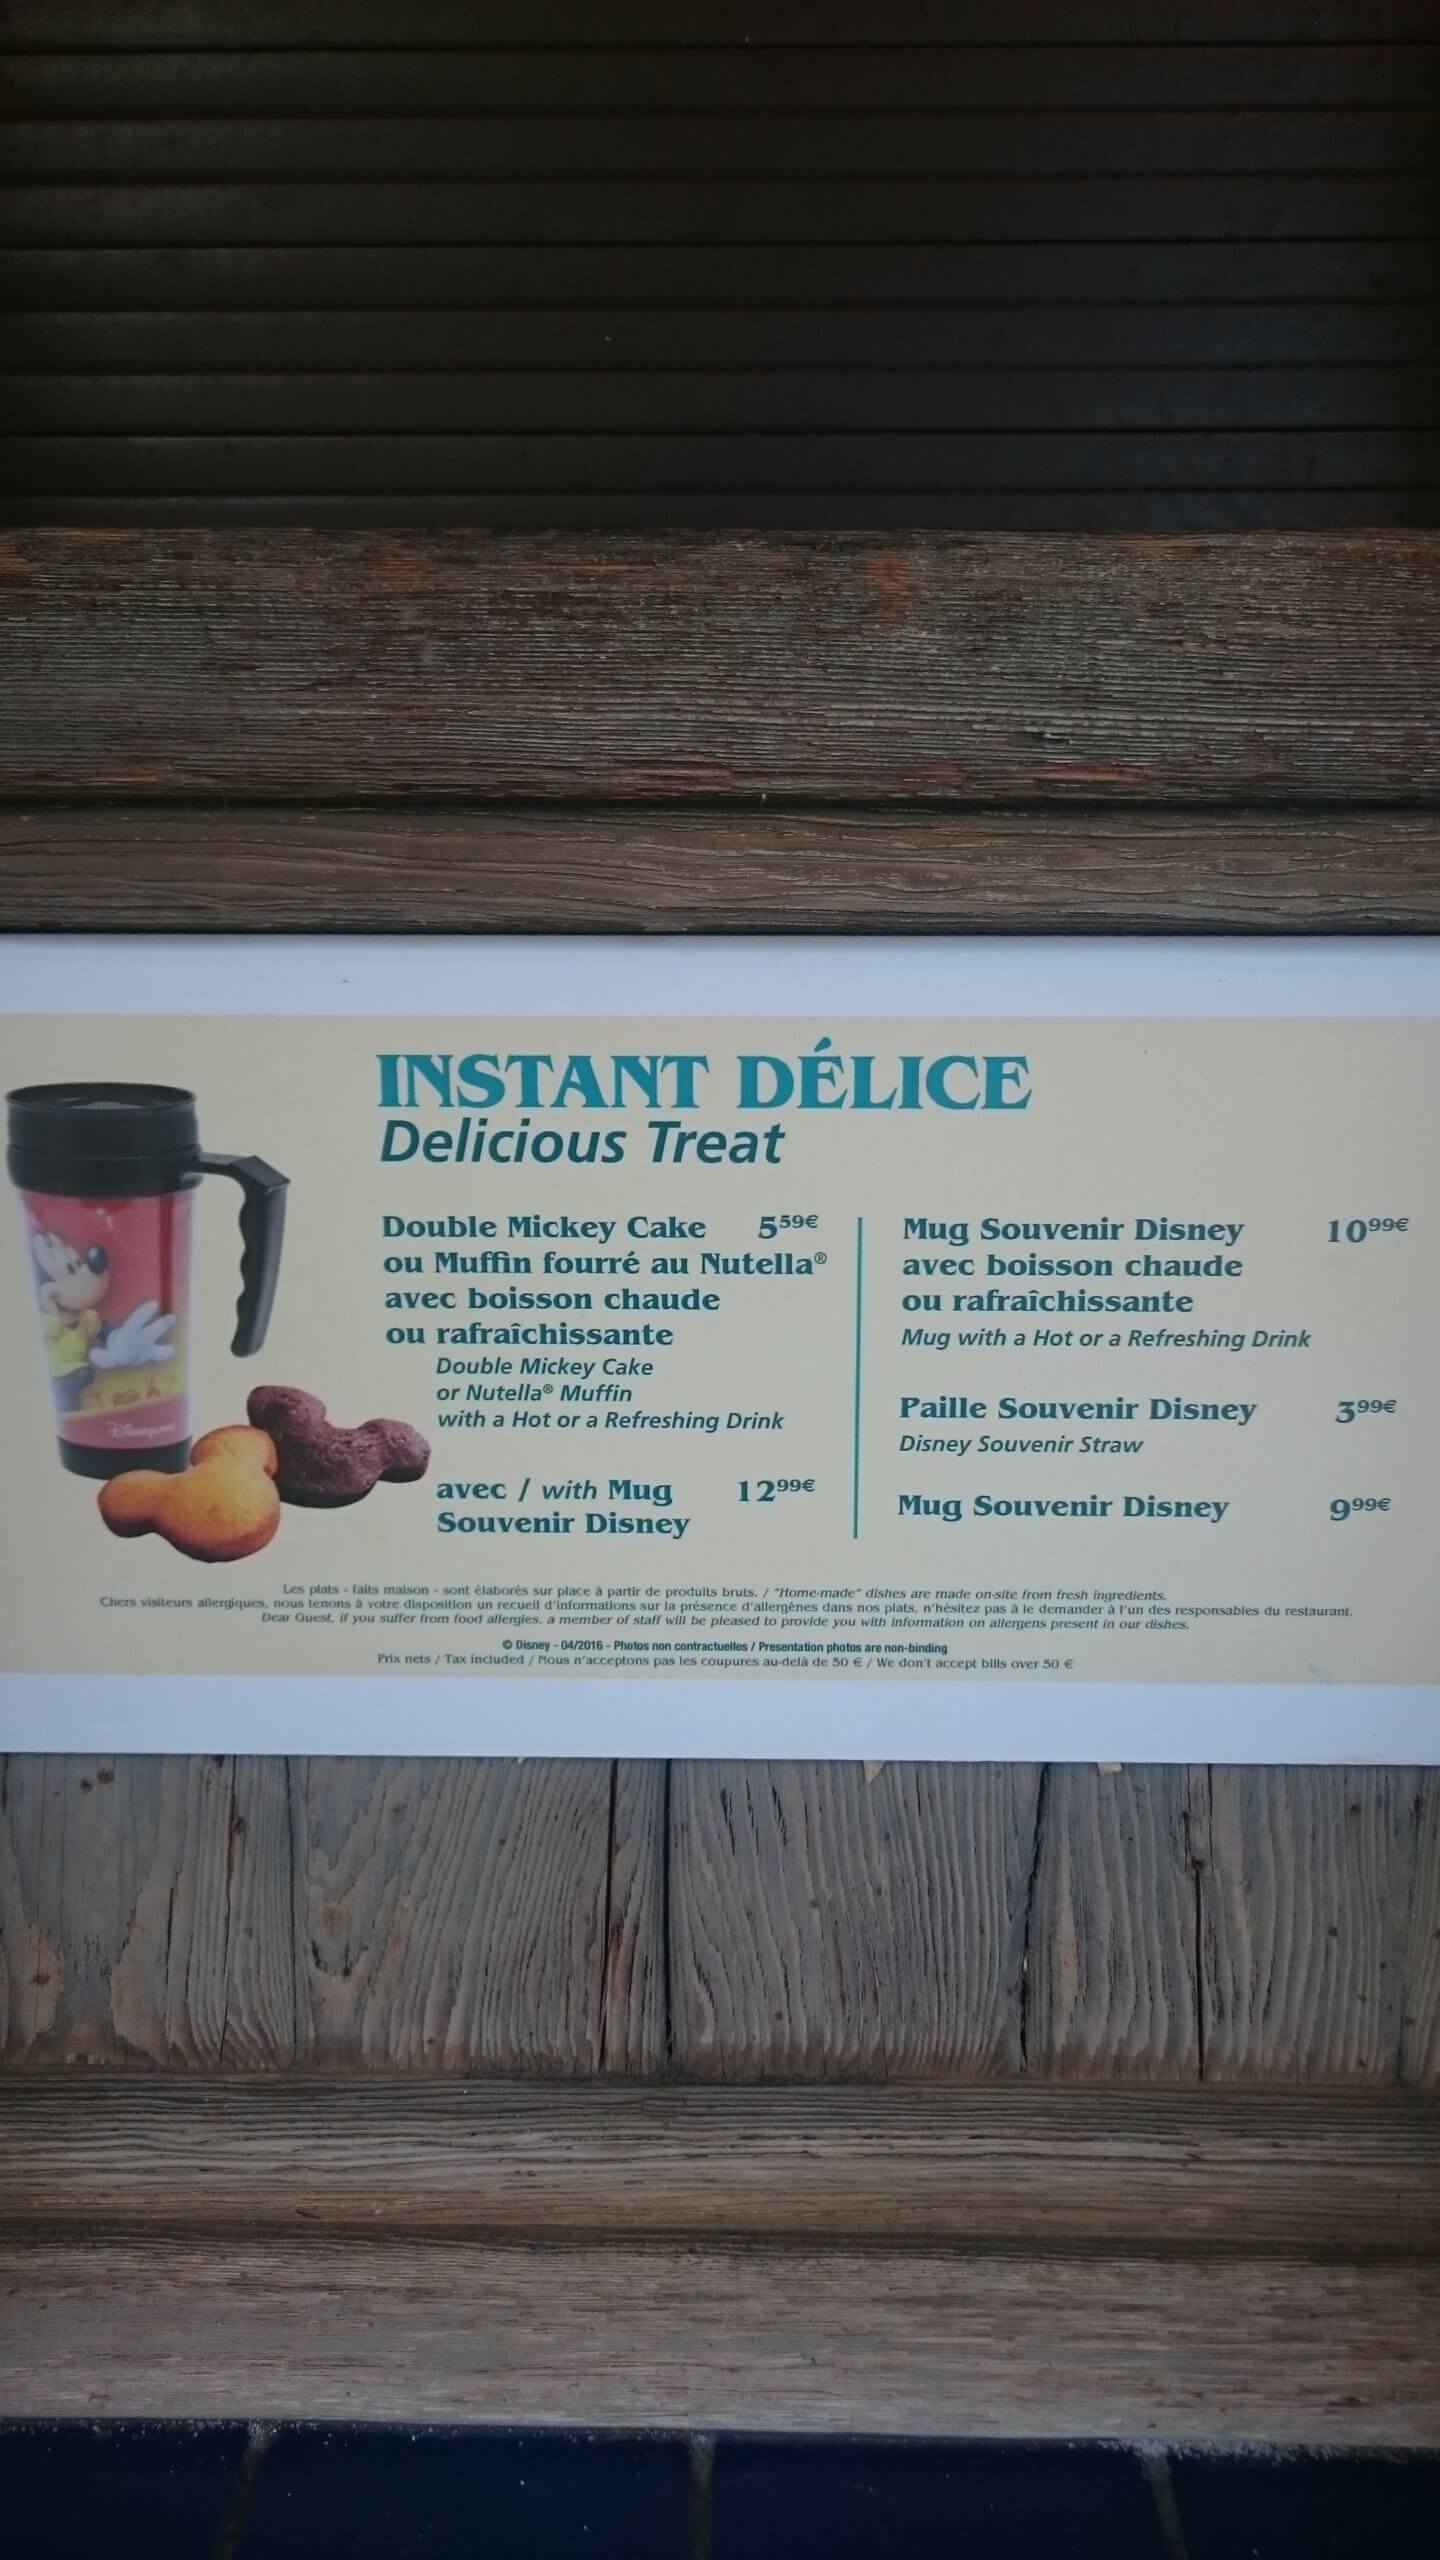 INSTANT DÉLICE
Delicious Treat
Double Mickey Cake 5⁵⁹€
ou Muffin fourré au Nutella®
avec boisson chaude
ou rafraîchissante
Double Mickey Cake
or Nutella® Muffin
with a Hot or a Refreshing Drink
avec / with Mug 12⁹⁹€
Souvenir Disney
Mug Souvenir Disney 10⁹⁹€
avec boisson chaude
ou rafraîchissante
Mug with a Hot or a Refreshing Drink
Paille Souvenir Disney 3⁹⁹€
Disney Souvenir Straw
Mug Souvenir Disney 9⁹⁹€
Les plats - faits maison - sont élaborés sur place à partir de produits bruts. / "Home-made" dishes are made on-site from fresh ingredients.
Chers visiteurs allergiques, nous tenons à votre disposition un recueil d'informations sur la présence d'allergènes dans nos plats, n'hésitez pas à le demander à l'un des responsables du restaurant.
Dear Guest, if you suffer from food allergies, a member of staff will be pleased to provide you with information on allergens present in our dishes.
© Disney - 04/2016 - Photos non contractuelles / Presentation photos are non-binding
Prix nets / Tax included / Nous n'acceptons pas les coupures au-delà de 50 € / We don't accept bills over 50 €